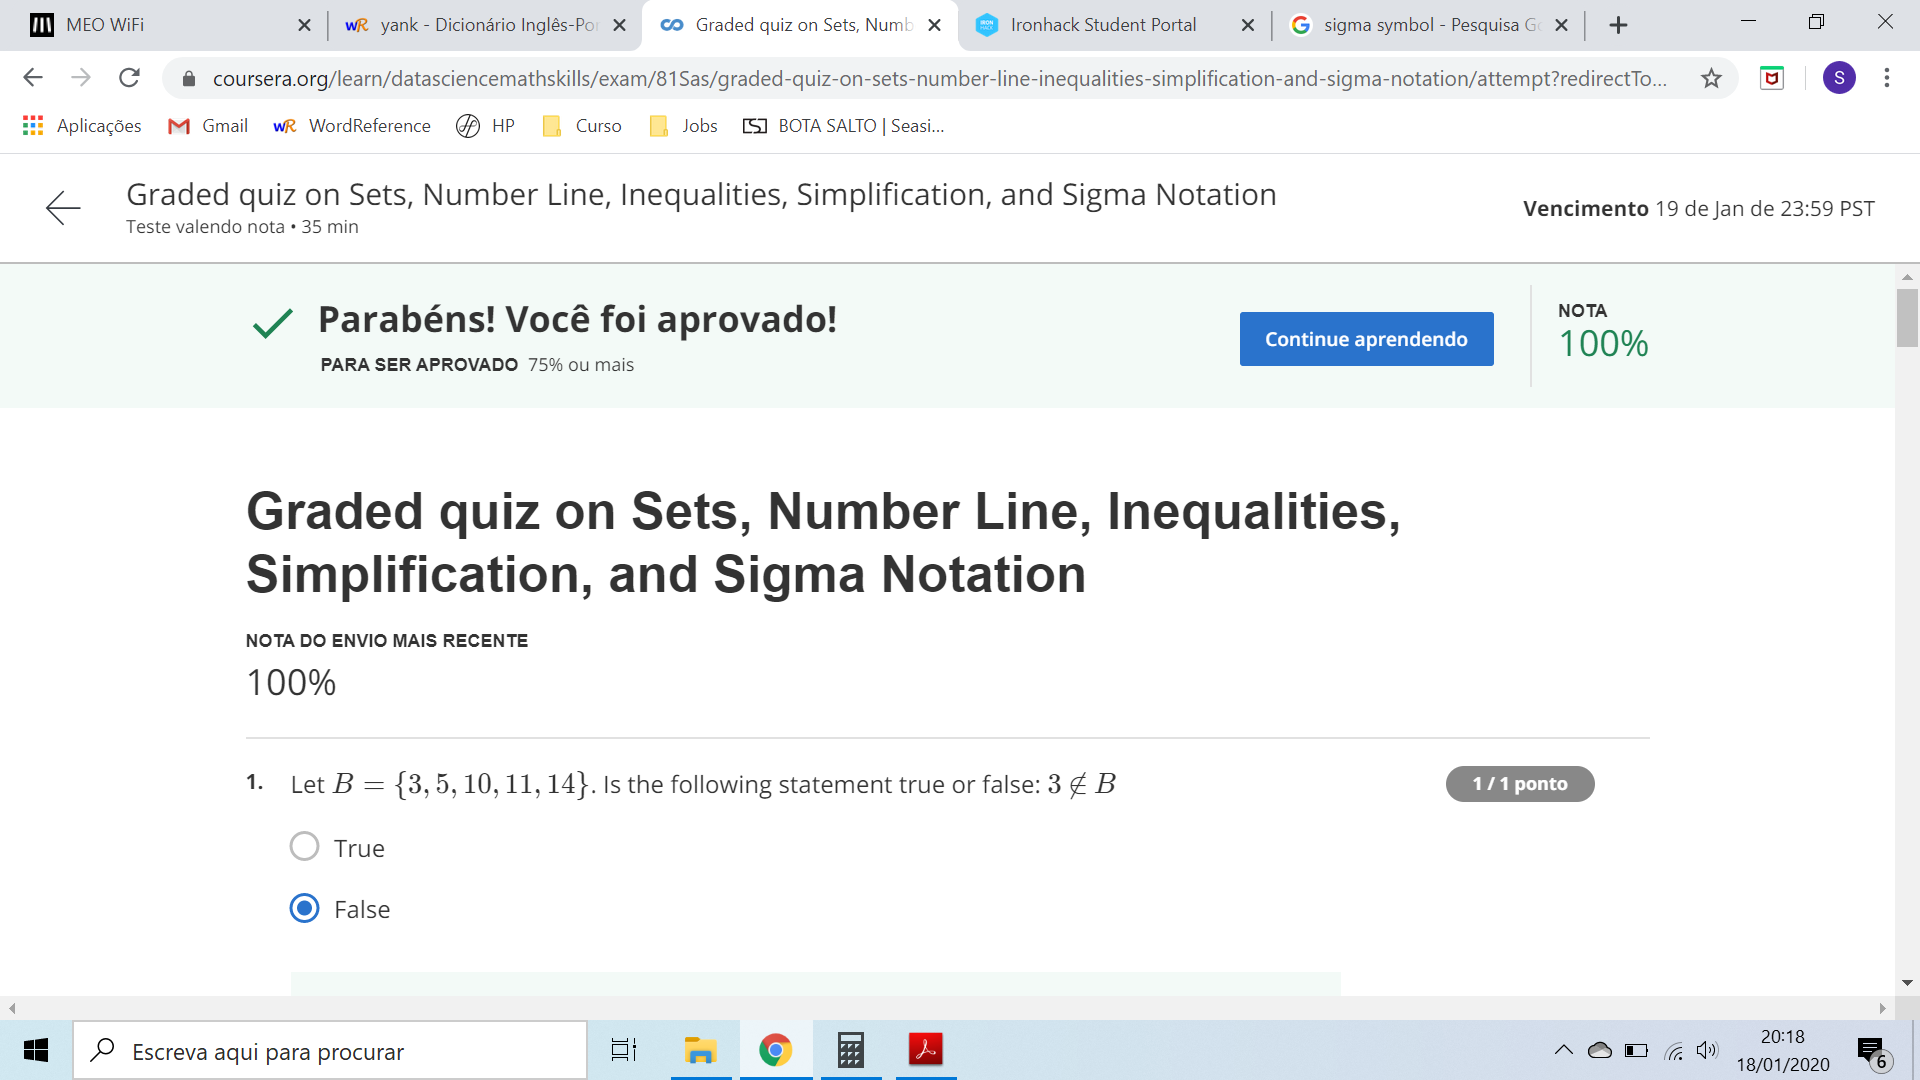 MEO WiFi
yank - Dicionário Inglês-Por
Graded quiz on Sets, Numb
Ironhack Student Portal
sigma symbol - Pesquisa Go
coursera.org/learn/datasciencemathskills/exam/81Sas/graded-quiz-on-sets-number-line-inequalities-simplification-and-sigma-notation/attempt?redirectTo...
S
Aplicações
Gmail
WordReference
HP
Curso
Jobs
BOTA SALTO | Seasi...
Graded quiz on Sets, Number Line, Inequalities, Simplification, and Sigma Notation
Teste valendo nota • 35 min
Vencimento 19 de Jan de 23:59 PST
Parabéns! Você foi aprovado!
PARA SER APROVADO 75% ou mais
Continue aprendendo
NOTA
100%
Graded quiz on Sets, Number Line, Inequalities,
Simplification, and Sigma Notation
NOTA DO ENVIO MAIS RECENTE
100%
1. Let B = {3, 5, 10, 11, 14}. Is the following statement true or false: 3 ∉ B
1 / 1 ponto
True
False
Escreva aqui para procurar
20:18
18/01/2020
6